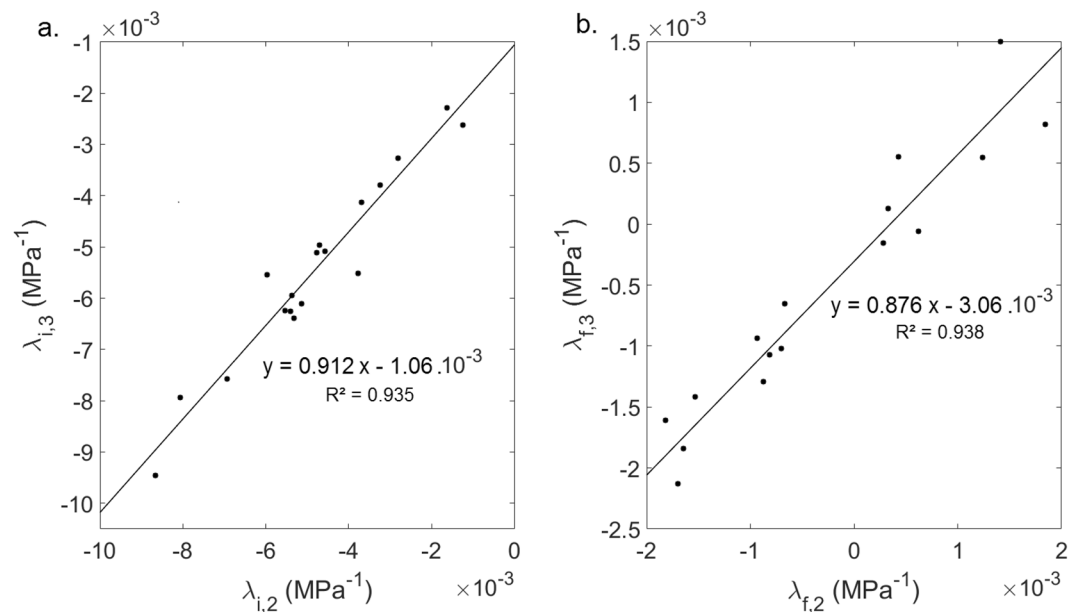 a.
×10⁻³
-1
-2
-3
-4
-5
-6
-7
-8
-9
-10
λi,3 (MPa⁻¹)
y = 0.912 x - 1.06 .10⁻³
R² = 0.935
-10 -8 -6 -4 -2 0
λi,2 (MPa⁻¹)
×10⁻³
b.
×10⁻³
1.5
1
0.5
0
-0.5
-1
-1.5
-2
-2.5
λf,3 (MPa⁻¹)
y = 0.876 x - 3.06 .10⁻³
R² = 0.938
-2 -1 0 1 2
λf,2 (MPa⁻¹)
×10⁻³